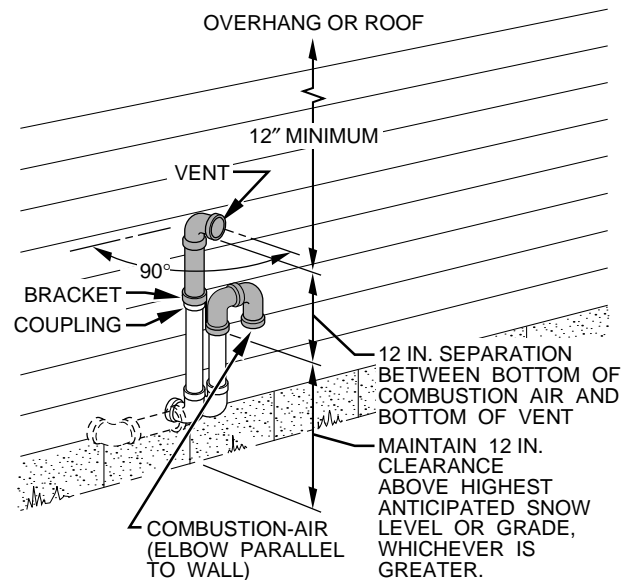 OVERHANG OR ROOF
12″ MINIMUM
VENT
90°
BRACKET
COUPLING
12 IN. SEPARATION
BETWEEN BOTTOM OF
COMBUSTION AIR AND
BOTTOM OF VENT
MAINTAIN 12 IN.
CLEARANCE
ABOVE HIGHEST
ANTICIPATED SNOW
LEVEL OR GRADE,
WHICHEVER IS
GREATER.
COMBUSTION-AIR
(ELBOW PARALLEL
TO WALL)